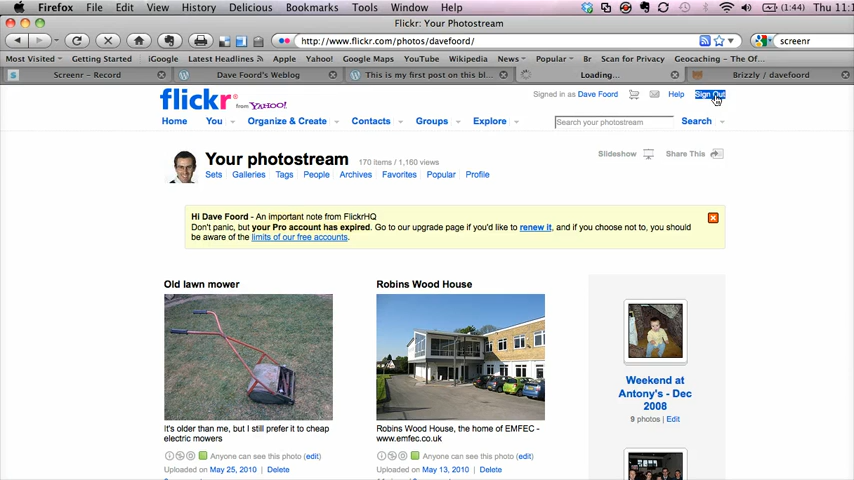 Firefox File Edit View History Delicious Bookmarks Tools Window Help (1:44) Thu 11:1
Flickr: Your Photostream
http://www.flickr.com/photos/davefoord/ screenr
Most Visited Getting Started iGoogle Latest Headlines Apple Yahoo! Google Maps YouTube Wikipedia News Popular Br Scan for Privacy Geocaching - The Of...
Screenr - Record Dave Foord's Weblog This is my first post on this bl... Loading... Brizzly / davefoord
flickr from YAHOO! Signed in as Dave Foord Help Sign Out
Home You Organize & Create Contacts Groups Explore Search your photostream Search
Your photostream 170 items / 1,160 views Slideshow Share This
Sets Galleries Tags People Archives Favorites Popular Profile
Hi Dave Foord - An important note from FlickrHQ
Don't panic, but your Pro account has expired. Go to our upgrade page if you'd like to renew it, and if you choose not to, you should
be aware of the limits of our free accounts.
Old lawn mower Robins Wood House
Weekend at
Antony's - Dec
2008
9 photos | Edit
It's older than me, but I still prefer it to cheap
electric mowers
Robins Wood House, the home of EMFEC -
www.emfec.co.uk
Anyone can see this photo (edit) Anyone can see this photo (edit)
Uploaded on May 25, 2010 | Delete Uploaded on May 13, 2010 | Delete